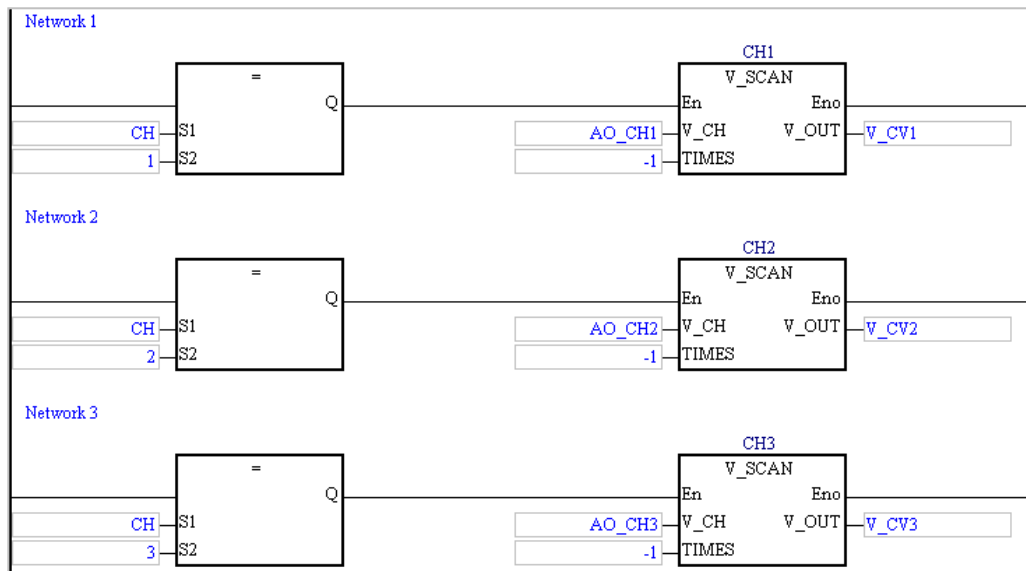 Network 1
CH1
= V_SCAN
Q En Eno
CH S1 AO_CH1 V_CH V_OUT V_CV1
1 S2 -1 TIMES
Network 2
CH2
= V_SCAN
Q En Eno
CH S1 AO_CH2 V_CH V_OUT V_CV2
2 S2 -1 TIMES
Network 3
CH3
= V_SCAN
Q En Eno
CH S1 AO_CH3 V_CH V_OUT V_CV3
3 S2 -1 TIMES